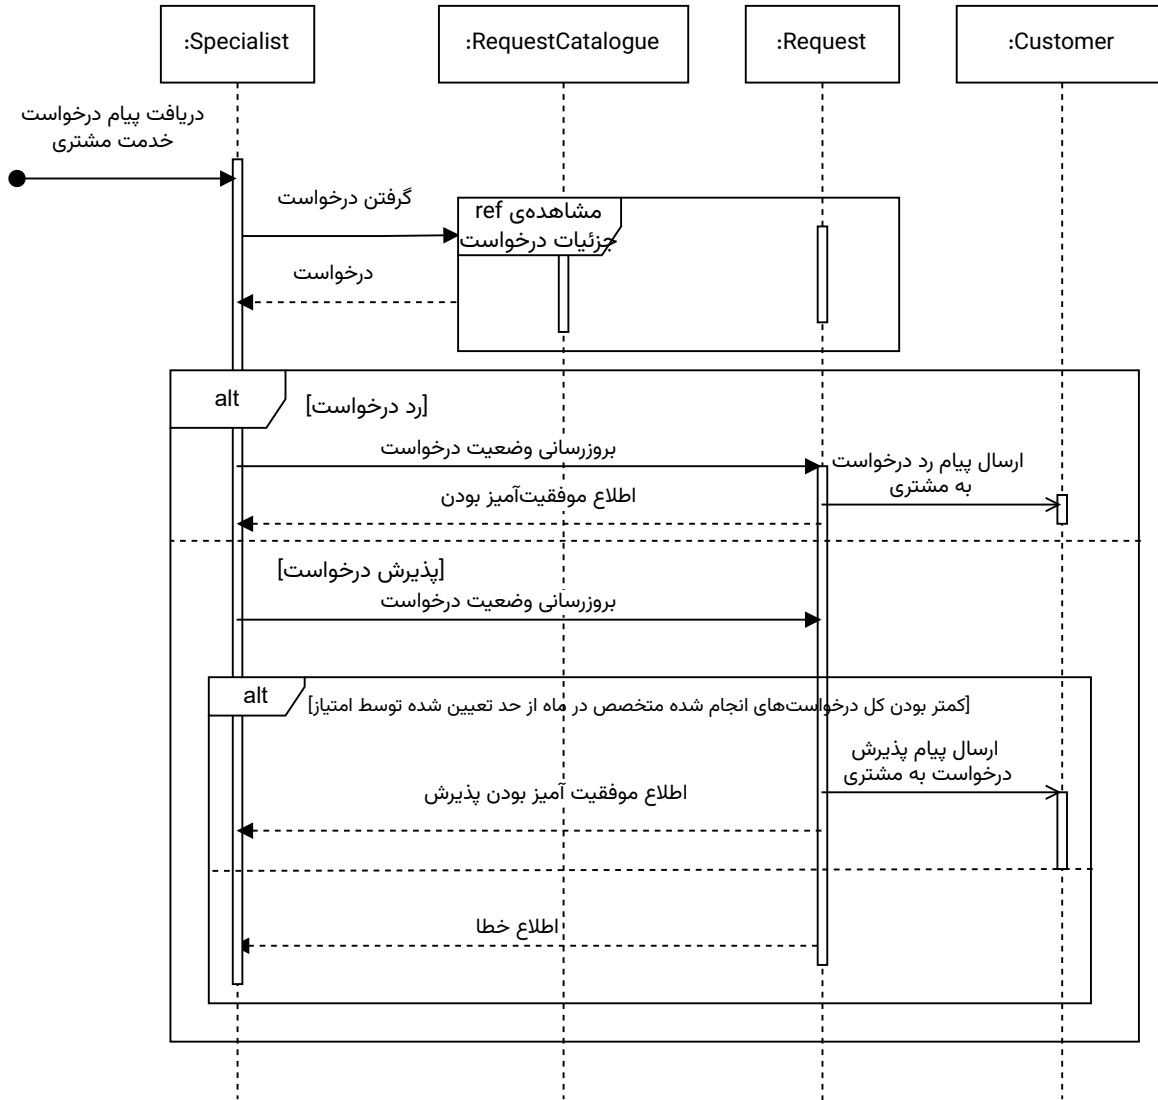 :Specialist
:RequestCatalogue
:Request
:Customer
دریافت پیام درخواست
خدمت مشتری
گرفتن درخواست
ref مشاهده‌ی
جزئیات درخواست
درخواست
alt
[رد درخواست]
بروزرسانی وضعیت درخواست
ارسال پیام رد درخواست
به مشتری
اطلاع موفقیت‌آمیز بودن
[پذیرش درخواست]
بروزرسانی وضعیت درخواست
alt
[کمتر بودن کل درخواست‌های انجام شده متخصص در ماه از حد تعیین شده توسط امتیاز]
ارسال پیام پذیرش
درخواست به مشتری
اطلاع موفقیت آمیز بودن پذیرش
اطلاع خطا